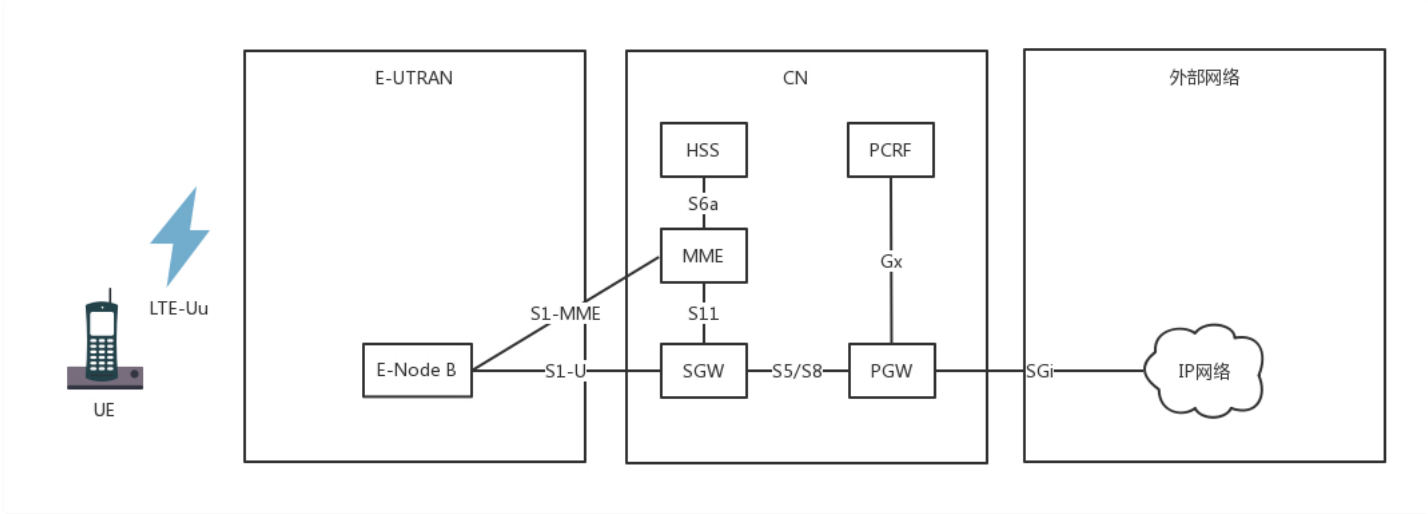 E-UTRAN
CN
外部网络
HSS
PCRF
S6a
MME
Gx
LTE-Uu
S1-MME
S11
E-Node B
S1-U
SGW
S5/S8
PGW
SGi
IP网络
UE